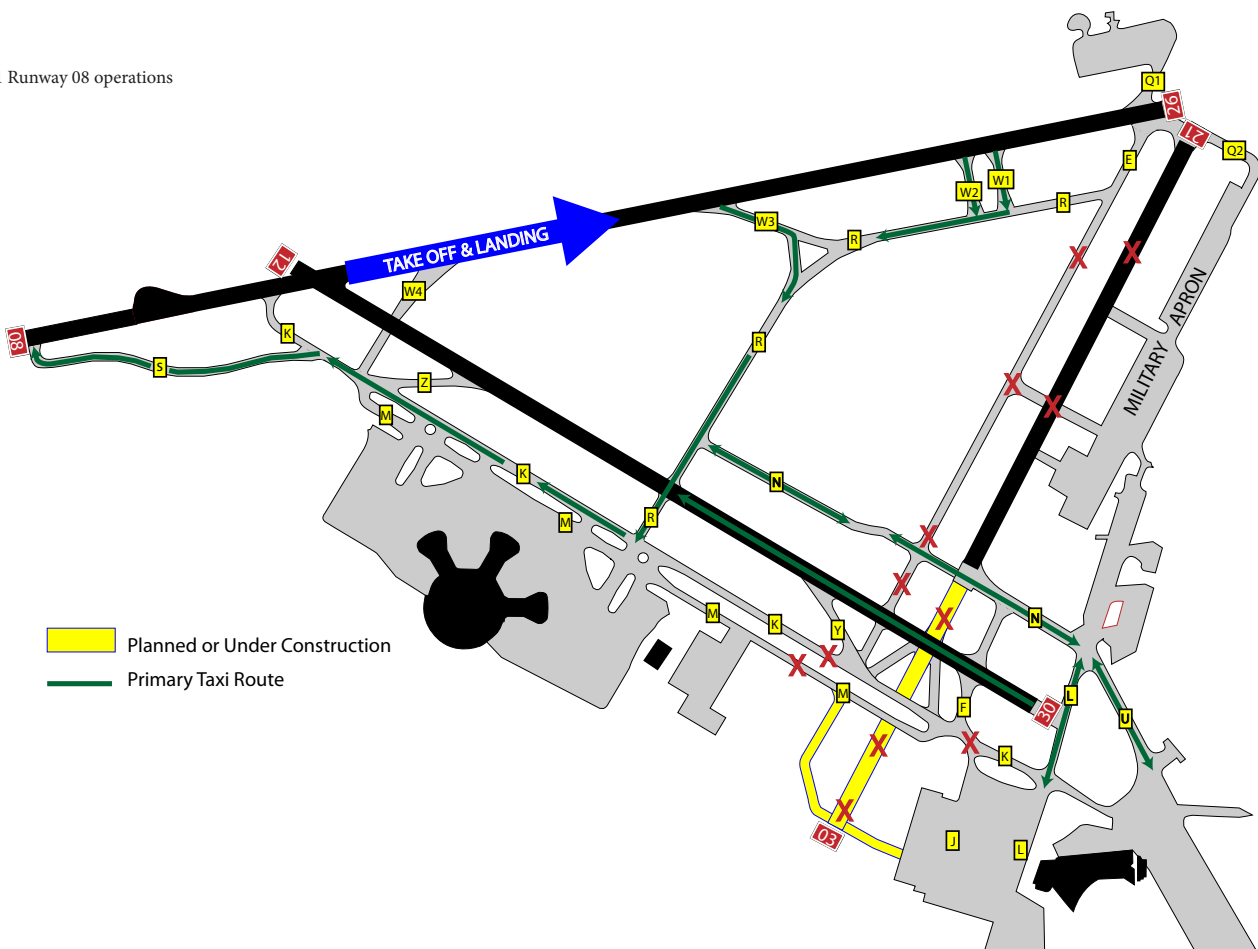 Runway 08 operations
Q1
26
21
Q2
E
W1
W2
R
W3
R
12
TAKE OFF & LANDING
X
X
W4
MILITARY APRON
K
08
R
S
Z
X
X
M
K
N
R
M
X
X
M
K
X
N
Y
Planned or Under Construction
X
X
Primary Taxi Route
M
L
F
30
U
X
X
K
X
03
J
L